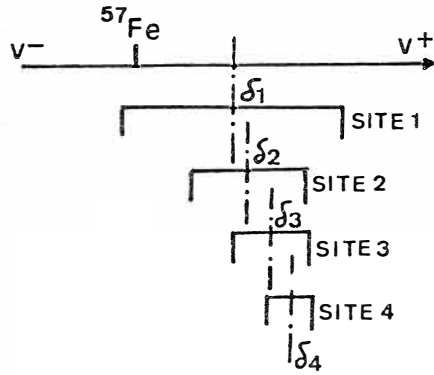 ⁵⁷Fe
v⁻ v⁺
δ₁
SITE 1
δ₂
SITE 2
δ₃
SITE 3
SITE 4
δ₄